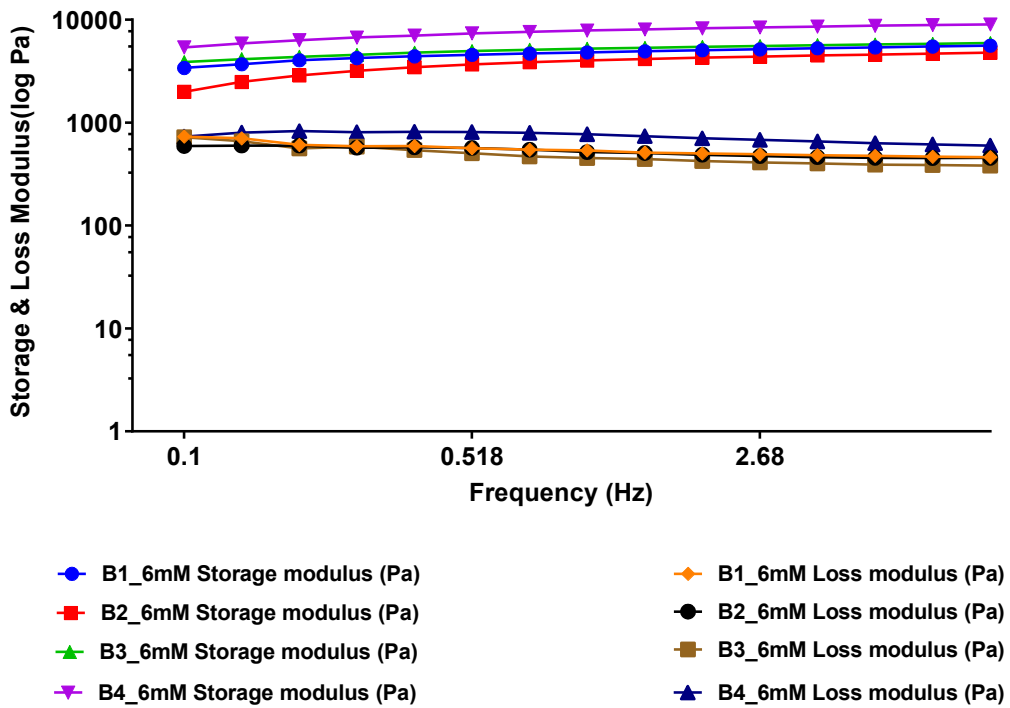 Storage & Loss Modulus(log Pa)
10000
1000
100
10
1
0.1 0.518 2.68
Frequency (Hz)
B1_6mM Storage modulus (Pa)
B2_6mM Storage modulus (Pa)
B3_6mM Storage modulus (Pa)
B4_6mM Storage modulus (Pa)
B1_6mM Loss modulus (Pa)
B2_6mM Loss modulus (Pa)
B3_6mM Loss modulus (Pa)
B4_6mM Loss modulus (Pa)